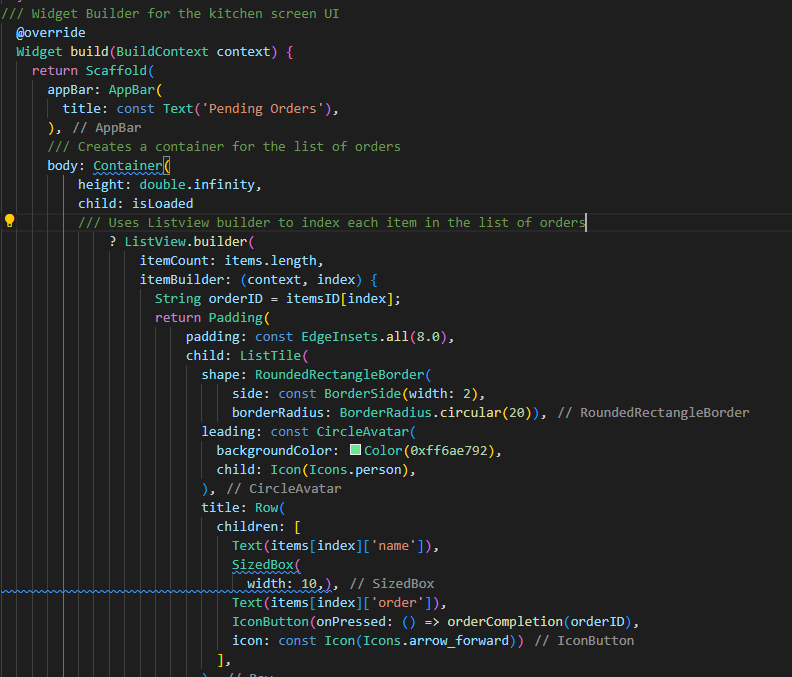 /// Widget Builder for the kitchen screen UI
@override
Widget build(BuildContext context) {
return Scaffold(
appBar: AppBar(
title: const Text('Pending Orders'),
), // AppBar
/// Creates a container for the list of orders
body: Container(
height: double.infinity,
child: isLoaded
/// Uses Listview builder to index each item in the list of orders
? ListView.builder(
itemCount: items.length,
itemBuilder: (context, index) {
String orderID = itemsID[index];
return Padding(
padding: const EdgeInsets.all(8.0),
child: ListTile(
shape: RoundedRectangleBorder(
side: const BorderSide(width: 2),
borderRadius: BorderRadius.circular(20)), // RoundedRectangleBorder
leading: const CircleAvatar(
backgroundColor: Color(0xff6ae792),
child: Icon(Icons.person),
), // CircleAvatar
title: Row(
children: [
Text(items[index]['name']),
SizedBox(
width: 10,), // SizedBox
Text(items[index]['order']),
IconButton(onPressed: () => orderCompletion(orderID),
icon: const Icon(Icons.arrow_forward)) // IconButton
],